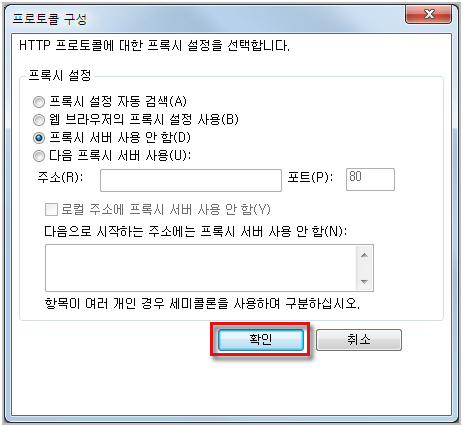 프로토콜 구성
HTTP 프로토콜에 대한 프록시 설정을 선택합니다.
프록시 설정
프록시 설정 자동 검색(A)
웹 브라우저의 프록시 설정 사용(B)
프록시 서버 사용 안 함(D)
다음 프록시 서버 사용(U):
주소(R): 포트(P): 80
로컬 주소에 프록시 서버 사용 안 함(Y)
다음으로 시작하는 주소에는 프록시 서버 사용 안 함(N):
항목이 여러 개인 경우 세미콜론을 사용하여 구분하십시오.
확인 취소